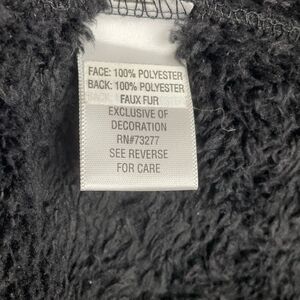 FACE: 100% POLYESTER
BACK: 100% POLYESTER
FAUX FUR
EXCLUSIVE OF
DECORATION
RN#73277
SEE REVERSE
FOR CARE